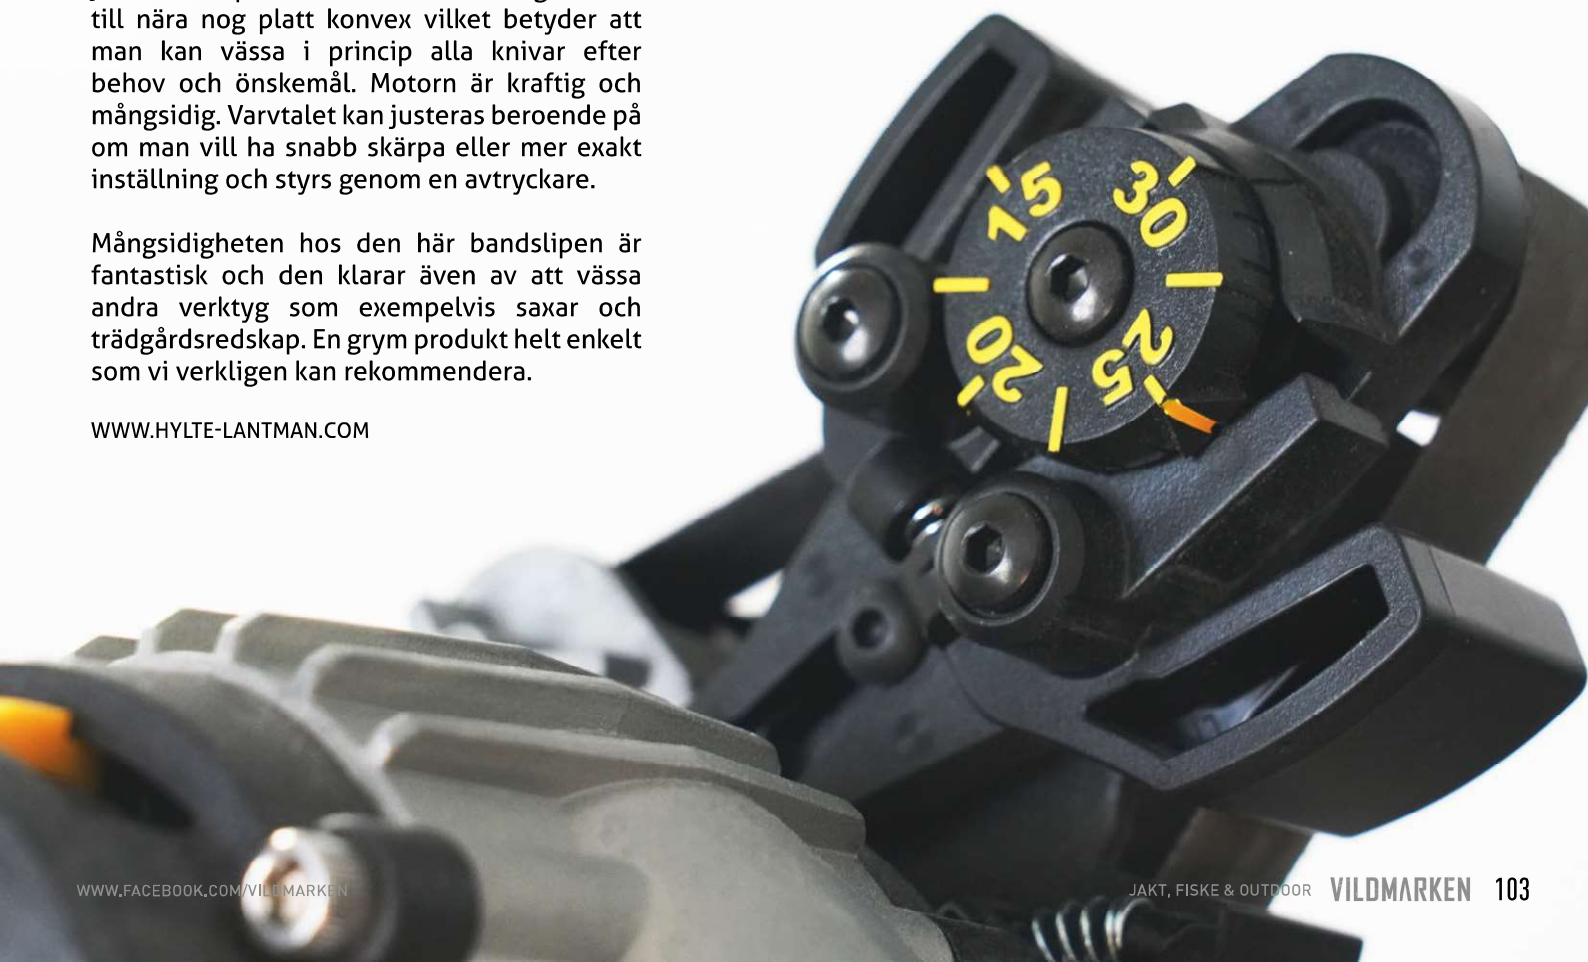 till nära nog platt konvex vilket betyder att
man kan vässa i princip alla knivar efter
behov och önskemål. Motorn är kraftig och
mångsidig. Varvtalet kan justeras beroende på
om man vill ha snabb skärpa eller mer exakt
inställning och styrs genom en avtryckare.
Mångsidigheten hos den här bandslipen är
fantastisk och den klarar även av att vässa
andra verktyg som exempelvis saxar och
trädgårdsredskap. En grym produkt helt enkelt
som vi verkligen kan rekommendera.
WWW.HYLTE-LANTMAN.COM
15
30
20
25
WWW.FACEBOOK.COM/VILDMARKEN
JAKT, FISKE & OUTDOOR VILDMARKEN 103